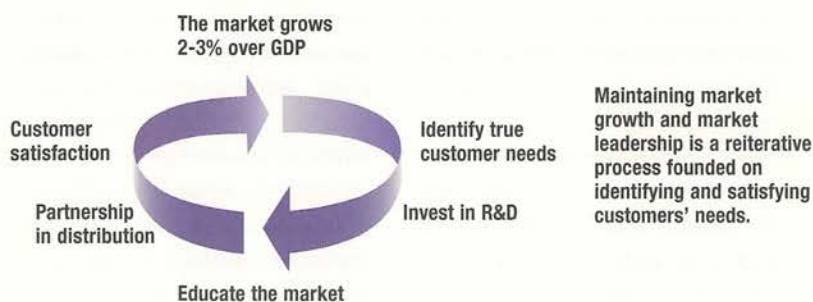 The market grows
2-3% over GDP
Identify true
customer needs
Invest in R&D
Educate the market
Partnership
in distribution
Customer
satisfaction
Maintaining market
growth and market
leadership is a reiterative
process founded on
identifying and satisfying
customers' needs.